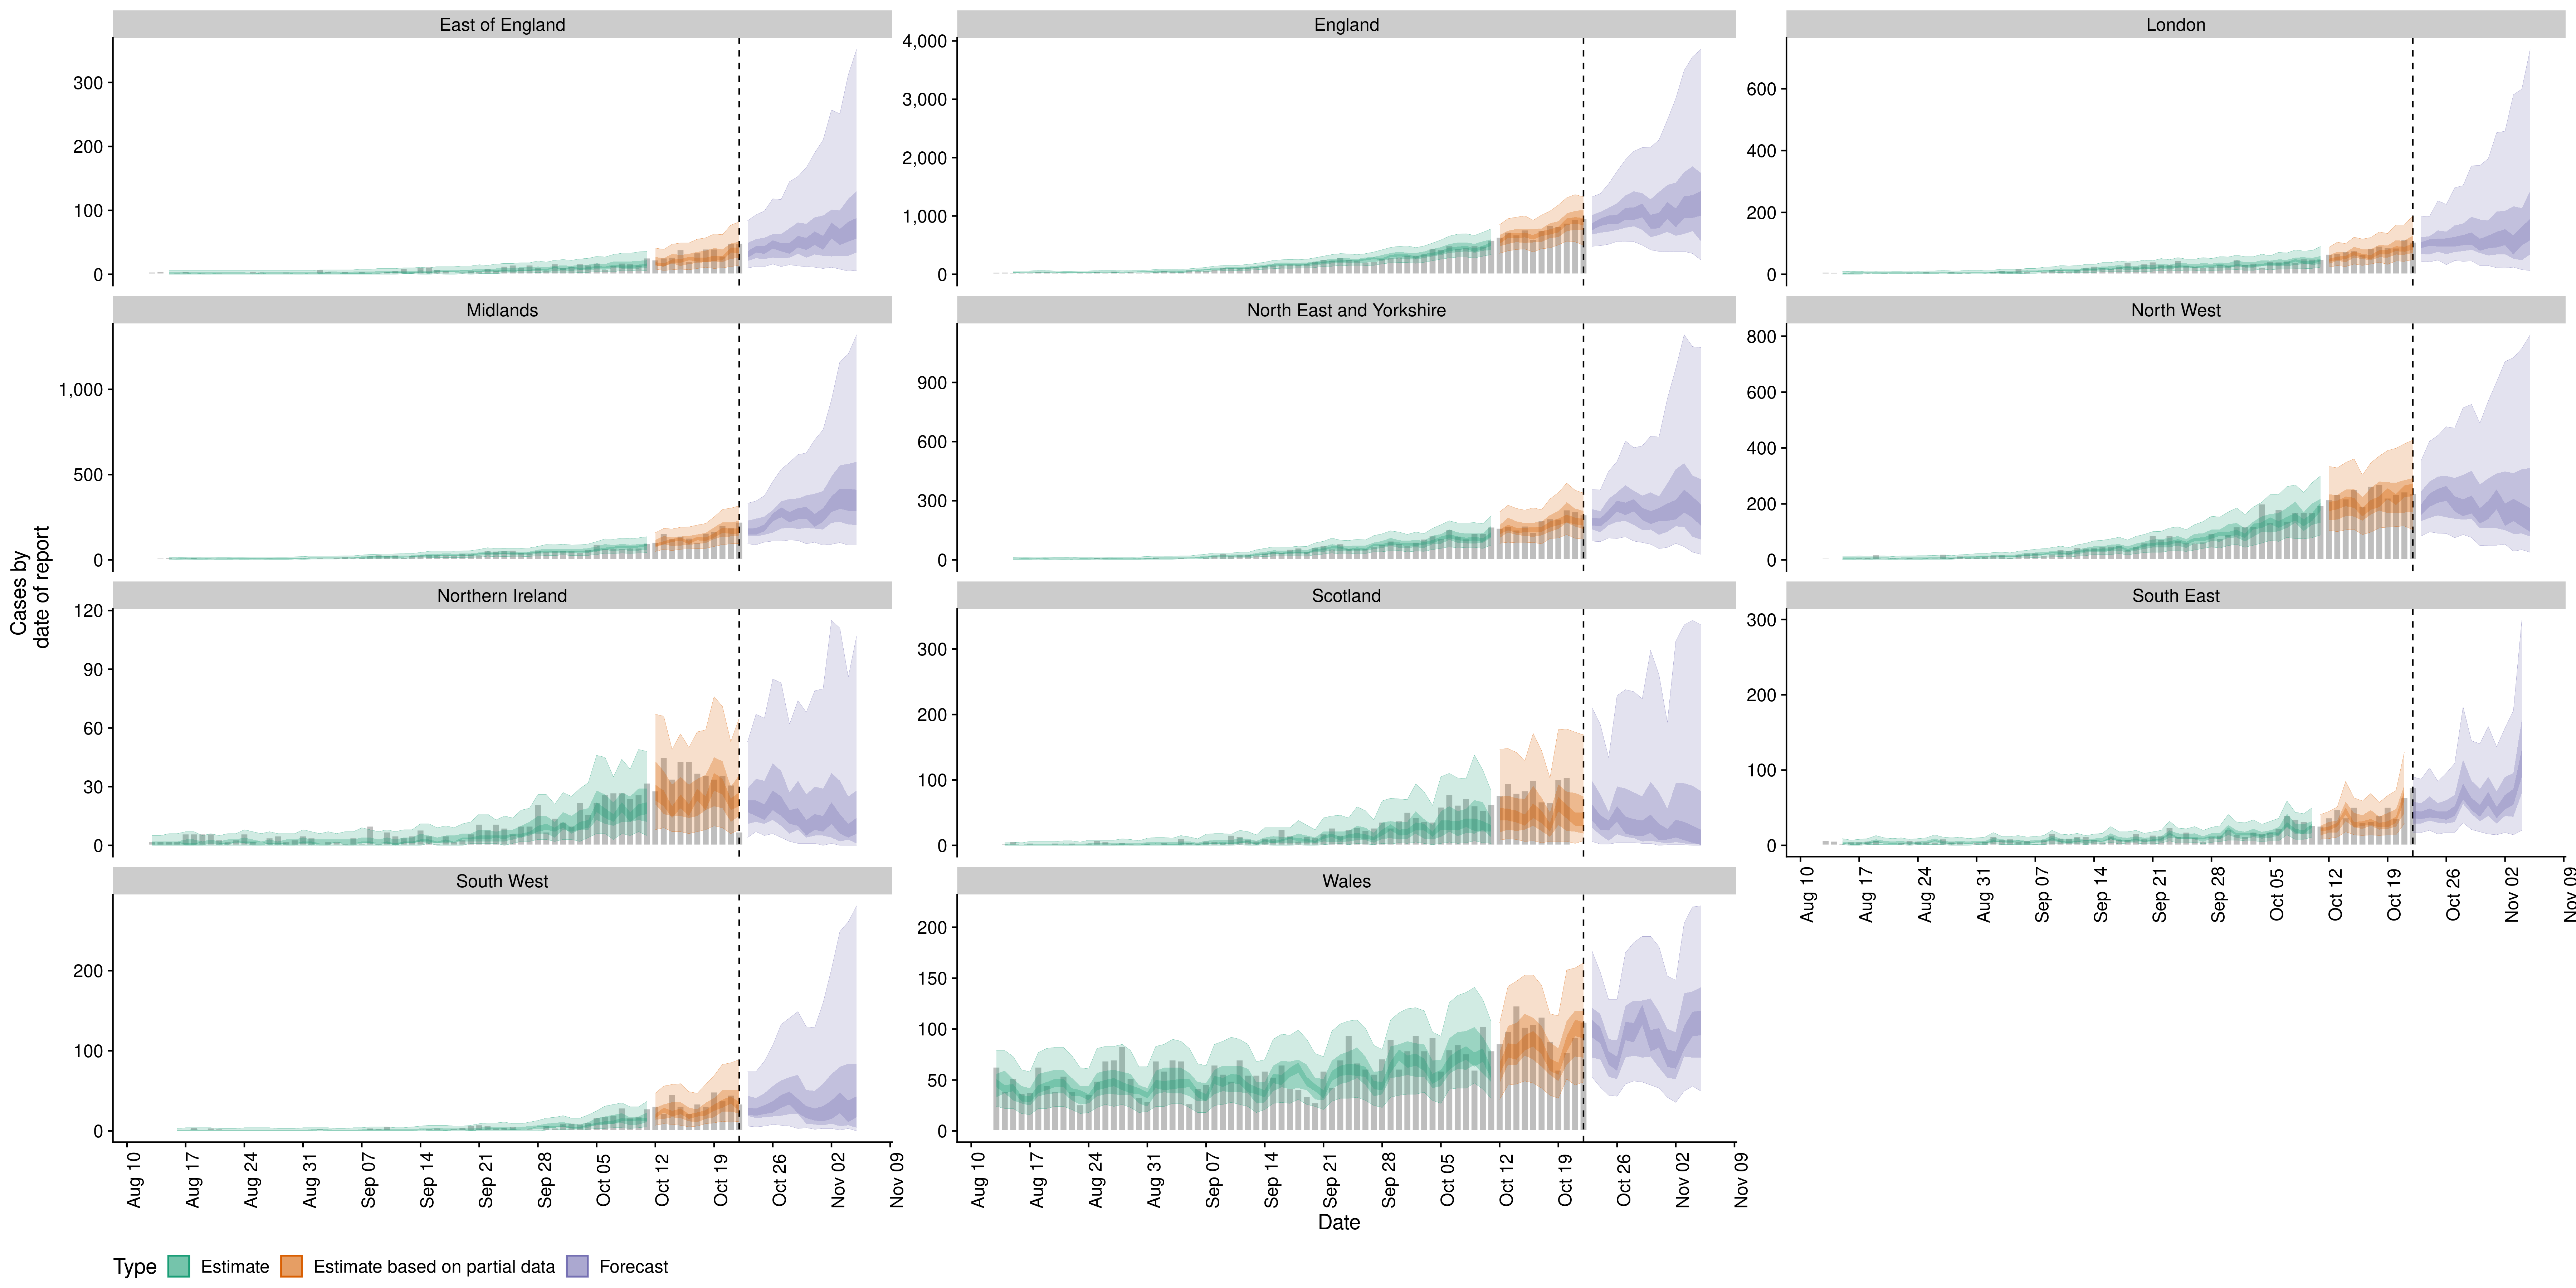 East of England
England
London
300
200
100
0
4,000
3,000
2,000
1,000
0
600
400
200
0
Midlands
North East and Yorkshire
North West
1,000
500
0
900
600
300
0
800
600
400
200
0
Cases by
date of report
Northern Ireland
Scotland
South East
120
90
60
30
0
300
200
100
0
300
200
100
0
Aug 10
Aug 17
Aug 24
Aug 31
Sep 07
Sep 14
Sep 21
Sep 28
Oct 05
Oct 12
Oct 19
Oct 26
Nov 02
Nov 09
South West
Wales
200
100
0
200
150
100
50
0
Aug 10
Aug 17
Aug 24
Aug 31
Sep 07
Sep 14
Sep 21
Sep 28
Oct 05
Oct 12
Oct 19
Oct 26
Nov 02
Nov 09
Aug 10
Aug 17
Aug 24
Aug 31
Sep 07
Sep 14
Sep 21
Sep 28
Oct 05
Oct 12
Oct 19
Oct 26
Nov 02
Nov 09
Date
Type Estimate Estimate based on partial data Forecast